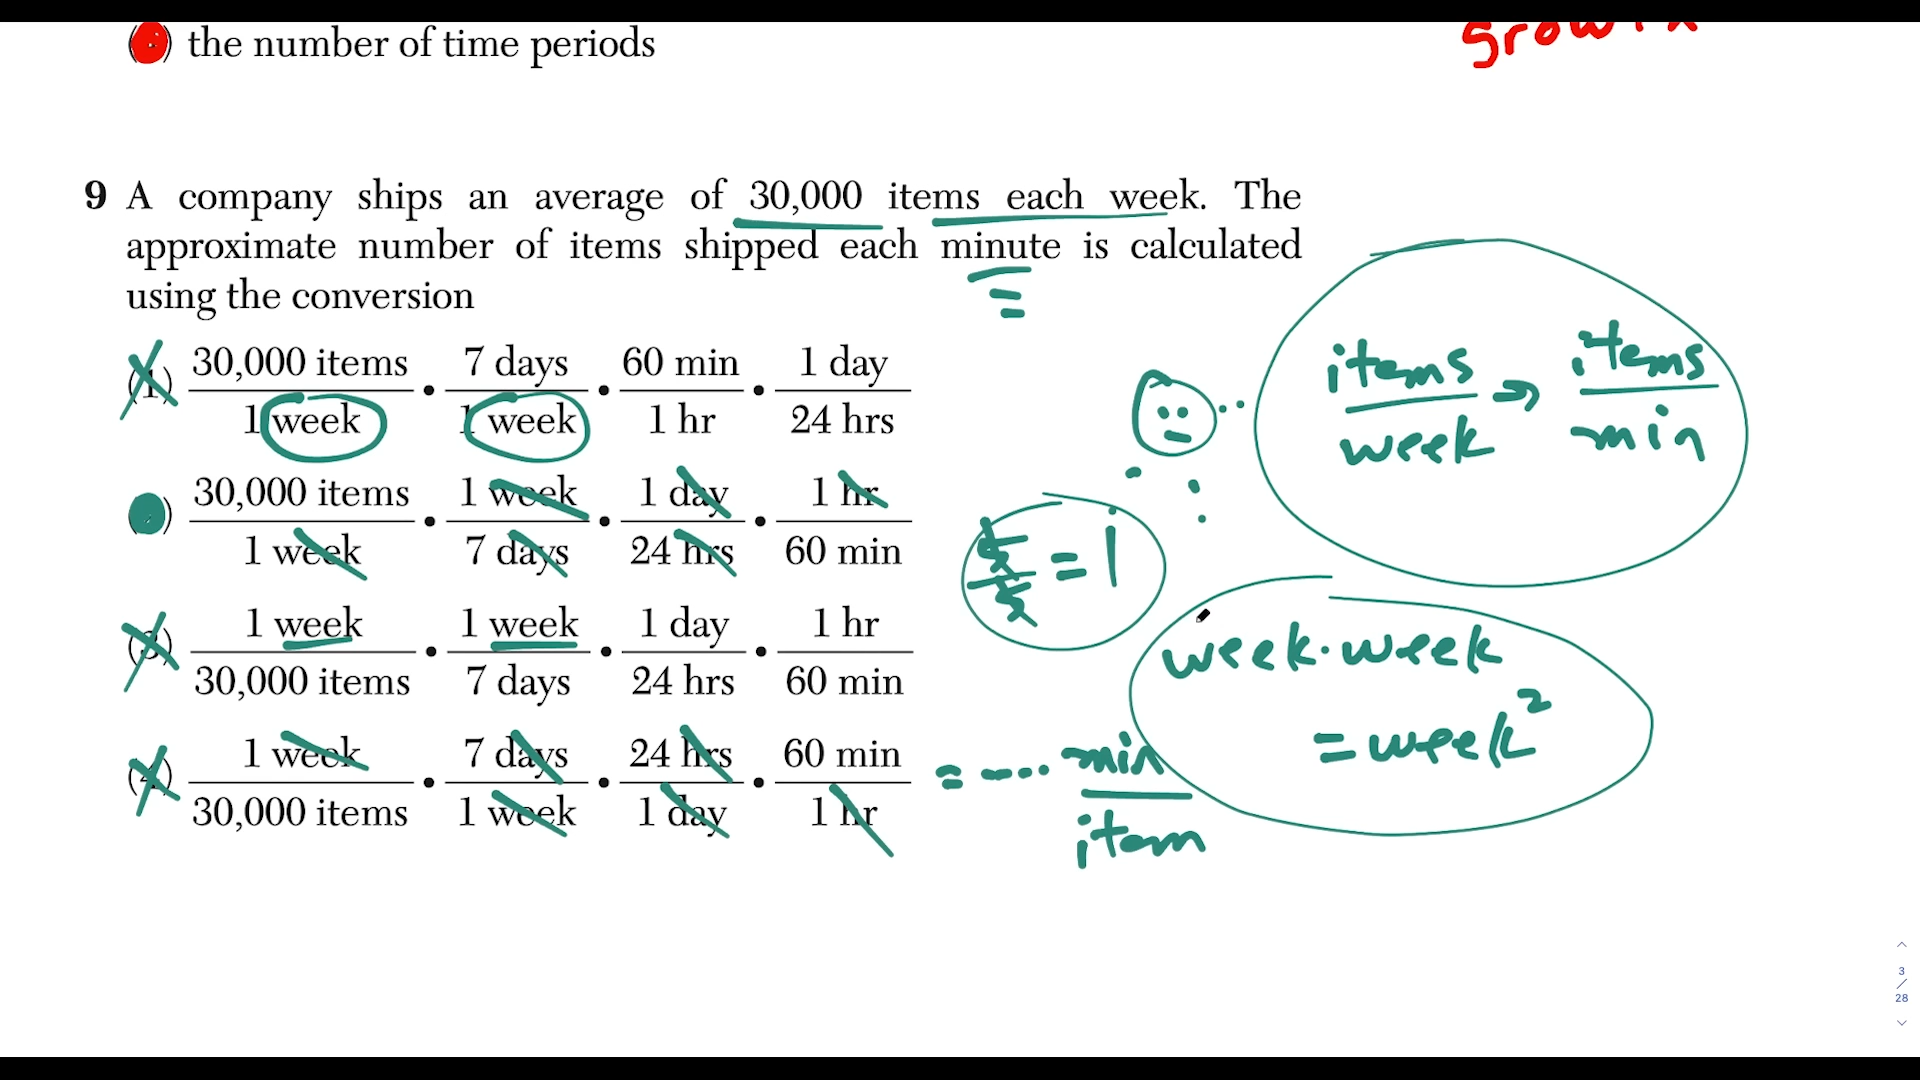 the number of time periods
growth
9 A company ships an average of 30,000 items each week. The
approximate number of items shipped each minute is calculated
using the conversion
(1) 30,000 items / 1 week • 7 days / 1 week • 60 min / 1 hr • 1 day / 24 hrs
30,000 items / 1 week • 1 week / 7 days • 1 day / 24 hrs • 1 hr / 60 min
(3) 1 week / 30,000 items • 1 week / 7 days • 1 day / 24 hrs • 1 hr / 60 min
(4) 1 week / 30,000 items • 7 days / 1 week • 24 hrs / 1 day • 60 min / 1 hr
= .... min / item
items / week → items / min
= 1
week · week
= week²
3
/
28